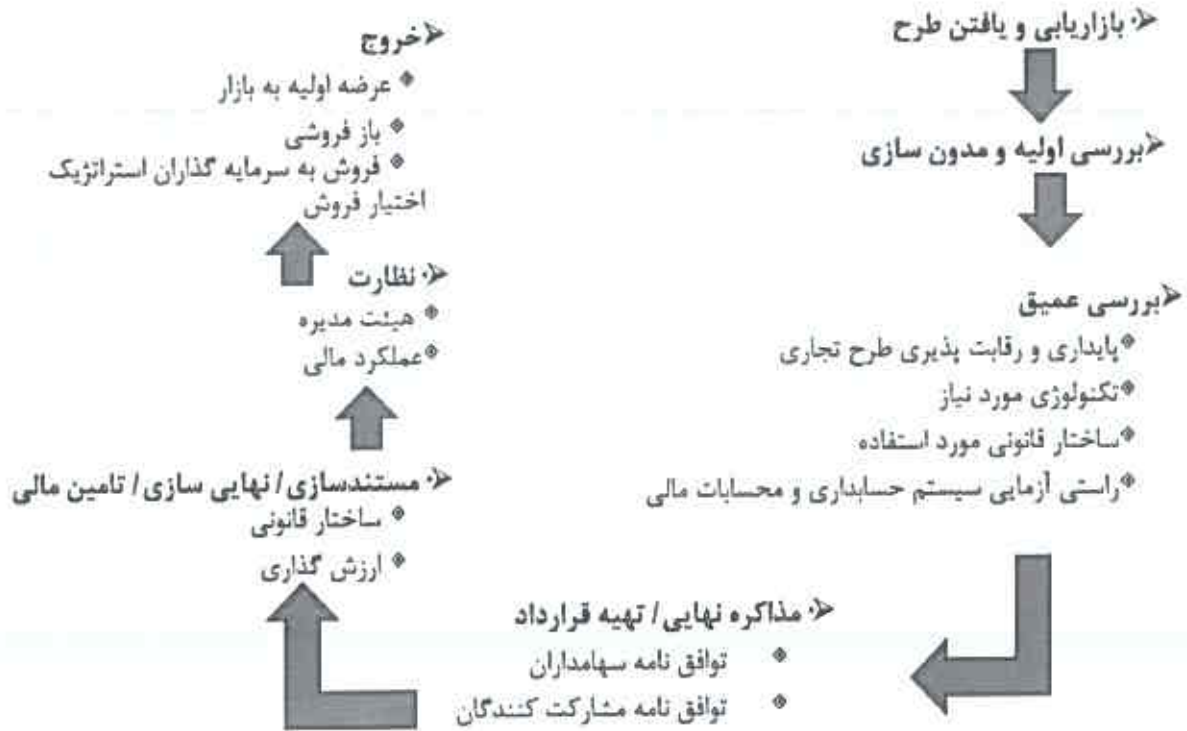 بازاریابی و یافتن طرح
بررسی اولیه و مدون سازی
بررسی عمیق
پایداری و رقابت پذیری طرح تجاری
تکنولوژی مورد نیاز
ساختار قانونی مورد استفاده
راستی آزمایی سیستم حسابداری و محسابات مالی
مذاکره نهایی/ تهیه قرارداد
توافق نامه سهامداران
توافق نامه مشارکت کنندگان
مستندسازی/ نهایی سازی/ تامین مالی
ساختار قانونی
ارزش گذاری
نظارت
هیئت مدیره
عملکرد مالی
خروج
عرضه اولیه به بازار
باز فروشی
فروش به سرمایه گذاران استراتژیک
اختیار فروش